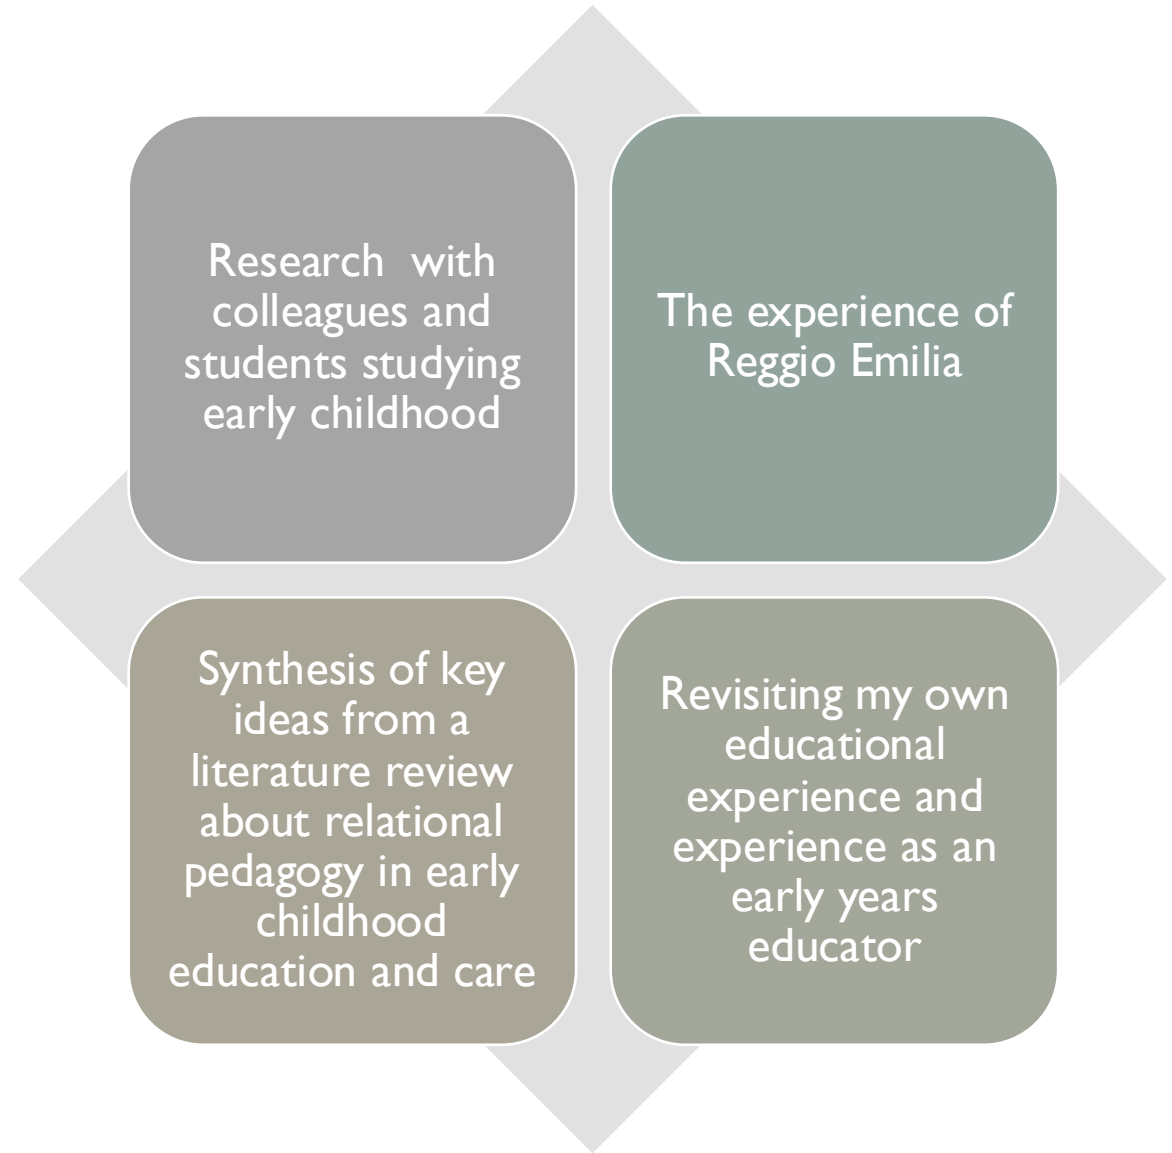 Research  with
colleagues and
students studying
early childhood
The experience of
Reggio Emilia
Synthesis of key
ideas from a
literature review
about relational
pedagogy in early
childhood
education and care
Revisiting my own
educational
experience and
experience as an
early years
educator